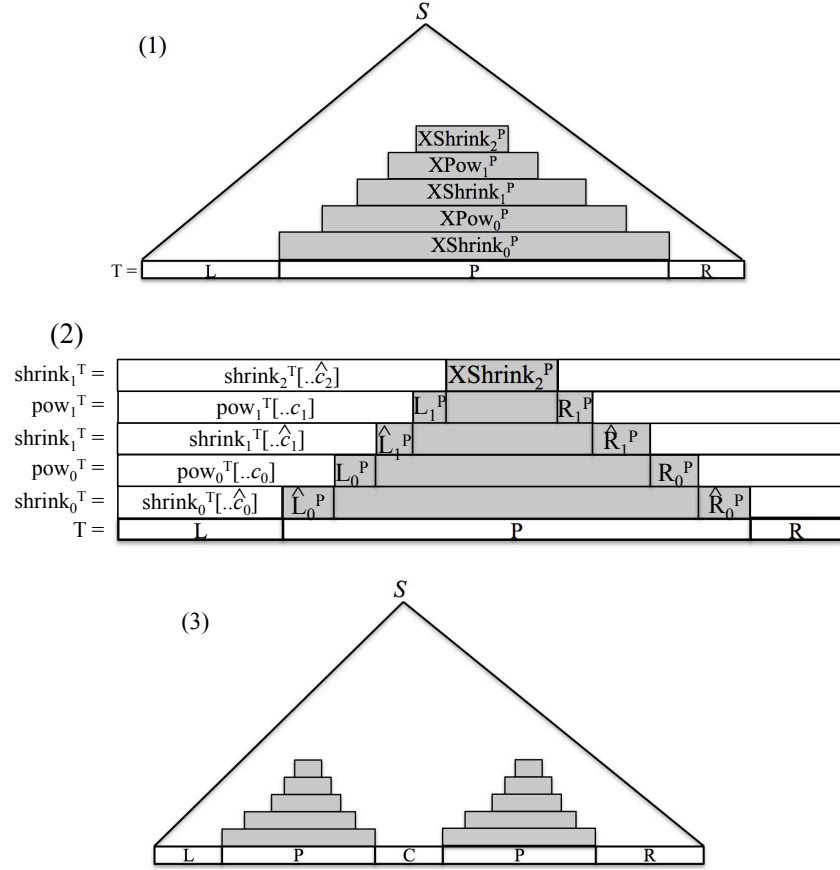 S
(1)
XShrink₂ᴾ
XPow₁ᴾ
XShrink₁ᴾ
XPow₀ᴾ
XShrink₀ᴾ
T = L P R
(2)
shrink₁ᵀ = shrink₂ᵀ[..ĉ₂] XShrink₂ᴾ
pow₁ᵀ = pow₁ᵀ[..c₁] L₁ᴾ R₁ᴾ
shrink₁ᵀ = shrink₁ᵀ[..ĉ₁] L̂₁ᴾ R̂₁ᴾ
pow₀ᵀ = pow₀ᵀ[..c₀] L₀ᴾ R₀ᴾ
shrink₀ᵀ = shrink₀ᵀ[..ĉ₀] L̂₀ᴾ R̂₀ᴾ
T = L P R
S
(3)
L P C P R